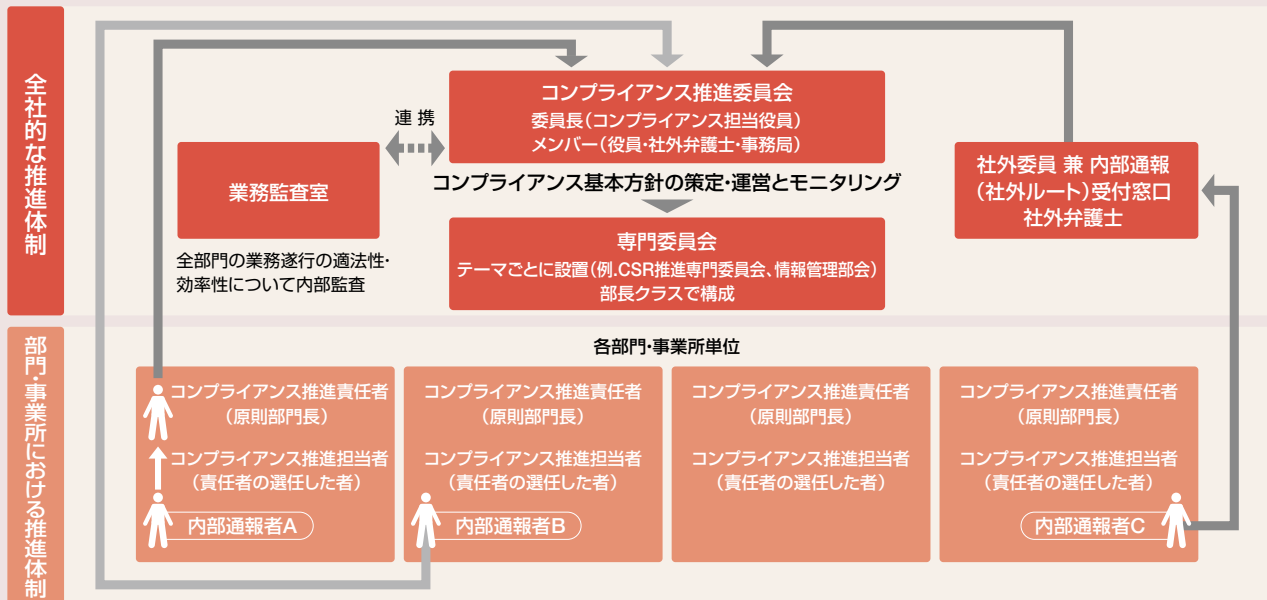 全社的な推進体制
コンプライアンス推進委員会
委員長（コンプライアンス担当役員）
メンバー（役員・社外弁護士・事務局）
連 携
業務監査室
全部門の業務遂行の適法性・
効率性について内部監査
コンプライアンス基本方針の策定・運営とモニタリング
専門委員会
テーマごとに設置（例.CSR推進専門委員会、情報管理部会）
部長クラスで構成
社外委員 兼 内部通報
（社外ルート）受付窓口
社外弁護士
部門・事業所における推進体制
各部門・事業所単位
コンプライアンス推進責任者
（原則部門長）
コンプライアンス推進担当者
（責任者の選任した者）
内部通報者A
コンプライアンス推進責任者
（原則部門長）
コンプライアンス推進担当者
（責任者の選任した者）
内部通報者B
コンプライアンス推進責任者
（原則部門長）
コンプライアンス推進担当者
（責任者の選任した者）
コンプライアンス推進責任者
（原則部門長）
コンプライアンス推進担当者
（責任者の選任した者）
内部通報者C